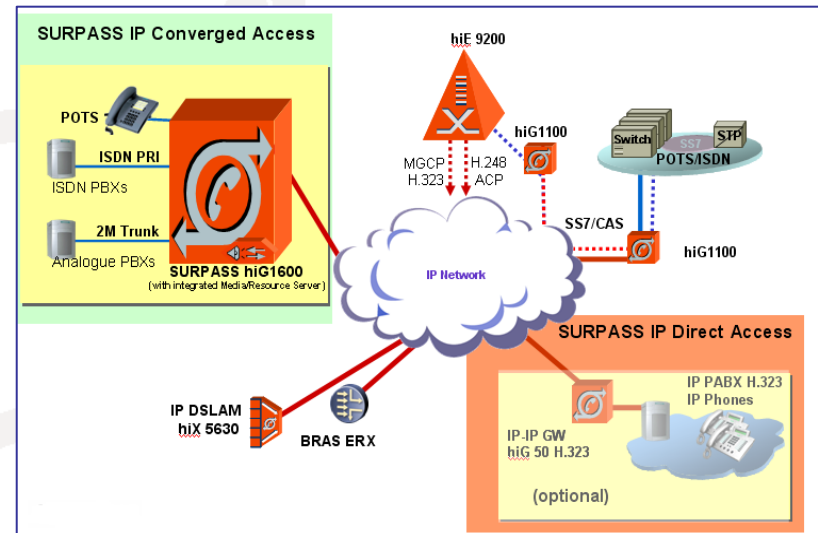 SURPASS IP Converged Access
POTS
ISDN PRI
ISDN PBXs
2M Trunk
Analogue PBXs
SURPASS hiG1600
(with integrated Media/Resource Server)
hiE 9200
hiG1100
MGCP
H.323
H.248
ACP
Switch
SS7
STP
POTS/ISDN
SS7/CAS
hiG1100
IP Network
IP DSLAM
hiX 5630
BRAS ERX
SURPASS IP Direct Access
IP PABX H.323
IP Phones
IP-IP GW
hiG 50 H.323
(optional)